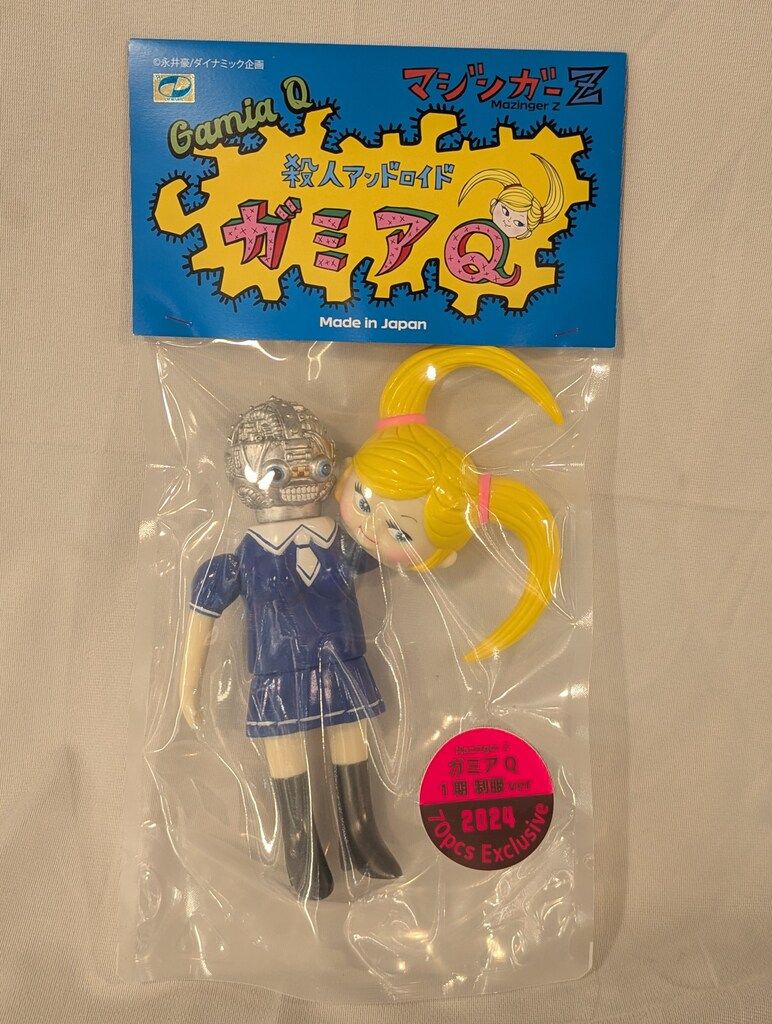 ©永井豪/ダイナミック企画
マジンガーZ
Mazinger Z
Gamia Q
殺人アンドロイド
ガミアQ
Made in Japan
Mazinger Z
ガミアQ
1期 制服 ver
2024
70pcs Exclusive